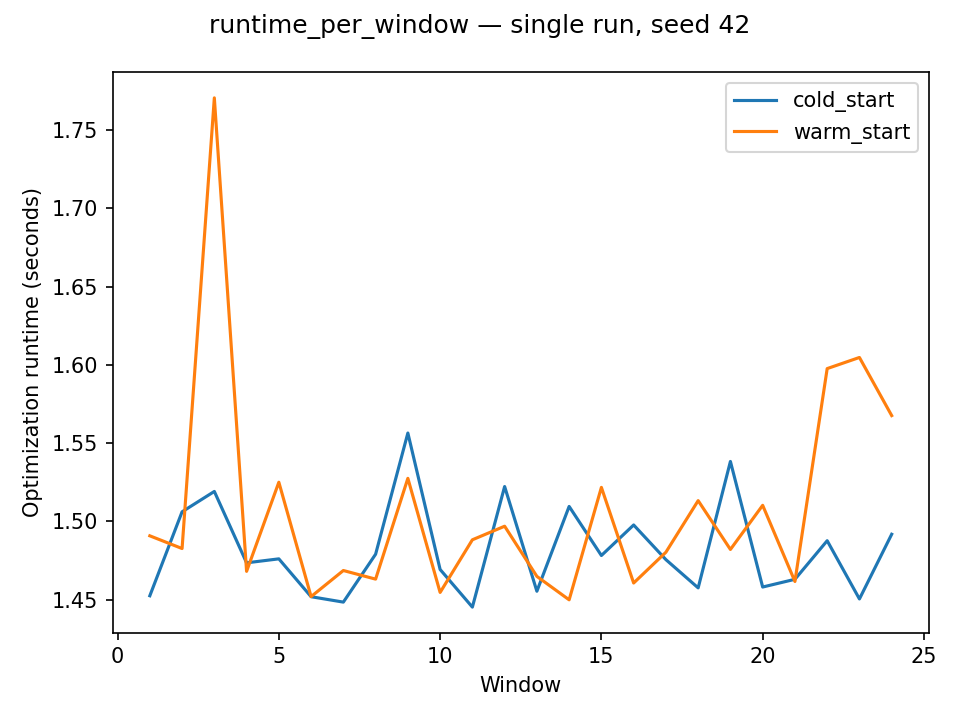 runtime_per_window — single run, seed 42
cold_start
warm_start
Optimization runtime (seconds)
1.75
1.70
1.65
1.60
1.55
1.50
1.45
0 5 10 15 20 25
Window